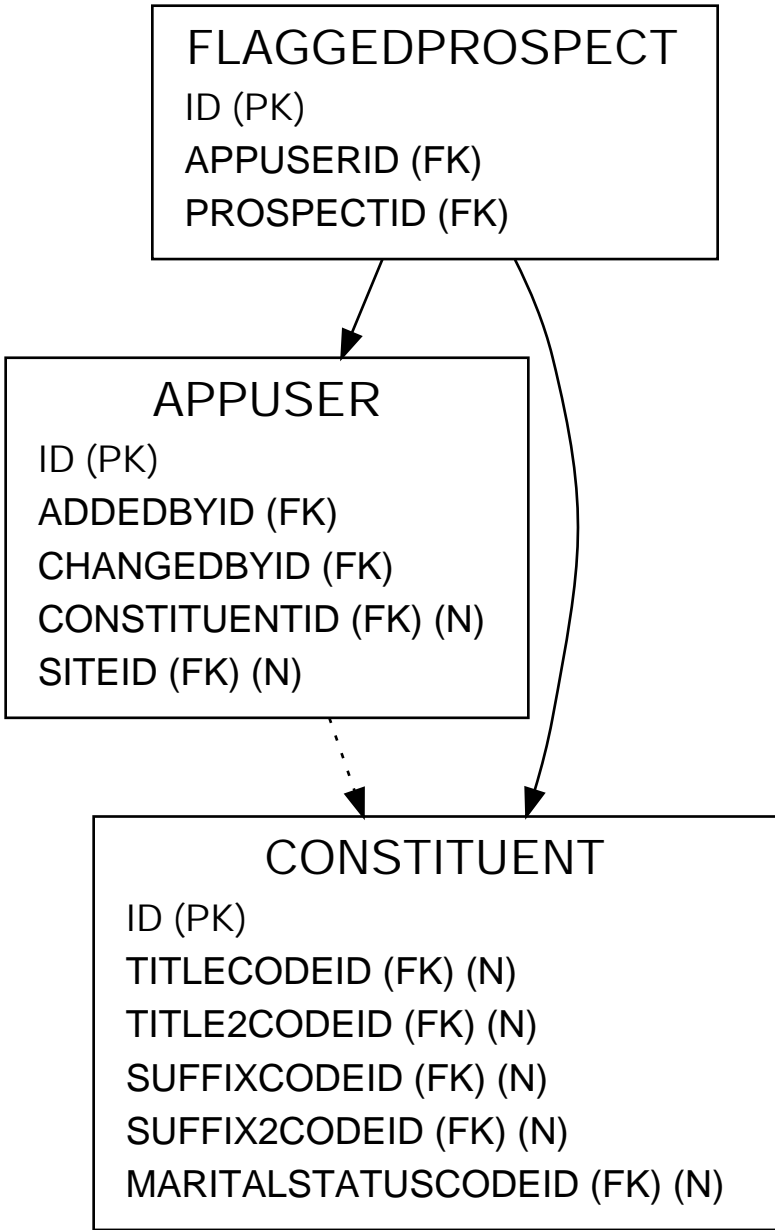 FLAGGEDPROSPECT
ID (PK)
APPUSERID (FK)
PROSPECTID (FK)
APPUSER
ID (PK)
ADDEDBYID (FK)
CHANGEDBYID (FK)
CONSTITUENTID (FK) (N)
SITEID (FK) (N)
CONSTITUENT
ID (PK)
TITLECODEID (FK) (N)
TITLE2CODEID (FK) (N)
SUFFIXCODEID (FK) (N)
SUFFIX2CODEID (FK) (N)
MARITALSTATUSCODEID (FK) (N)